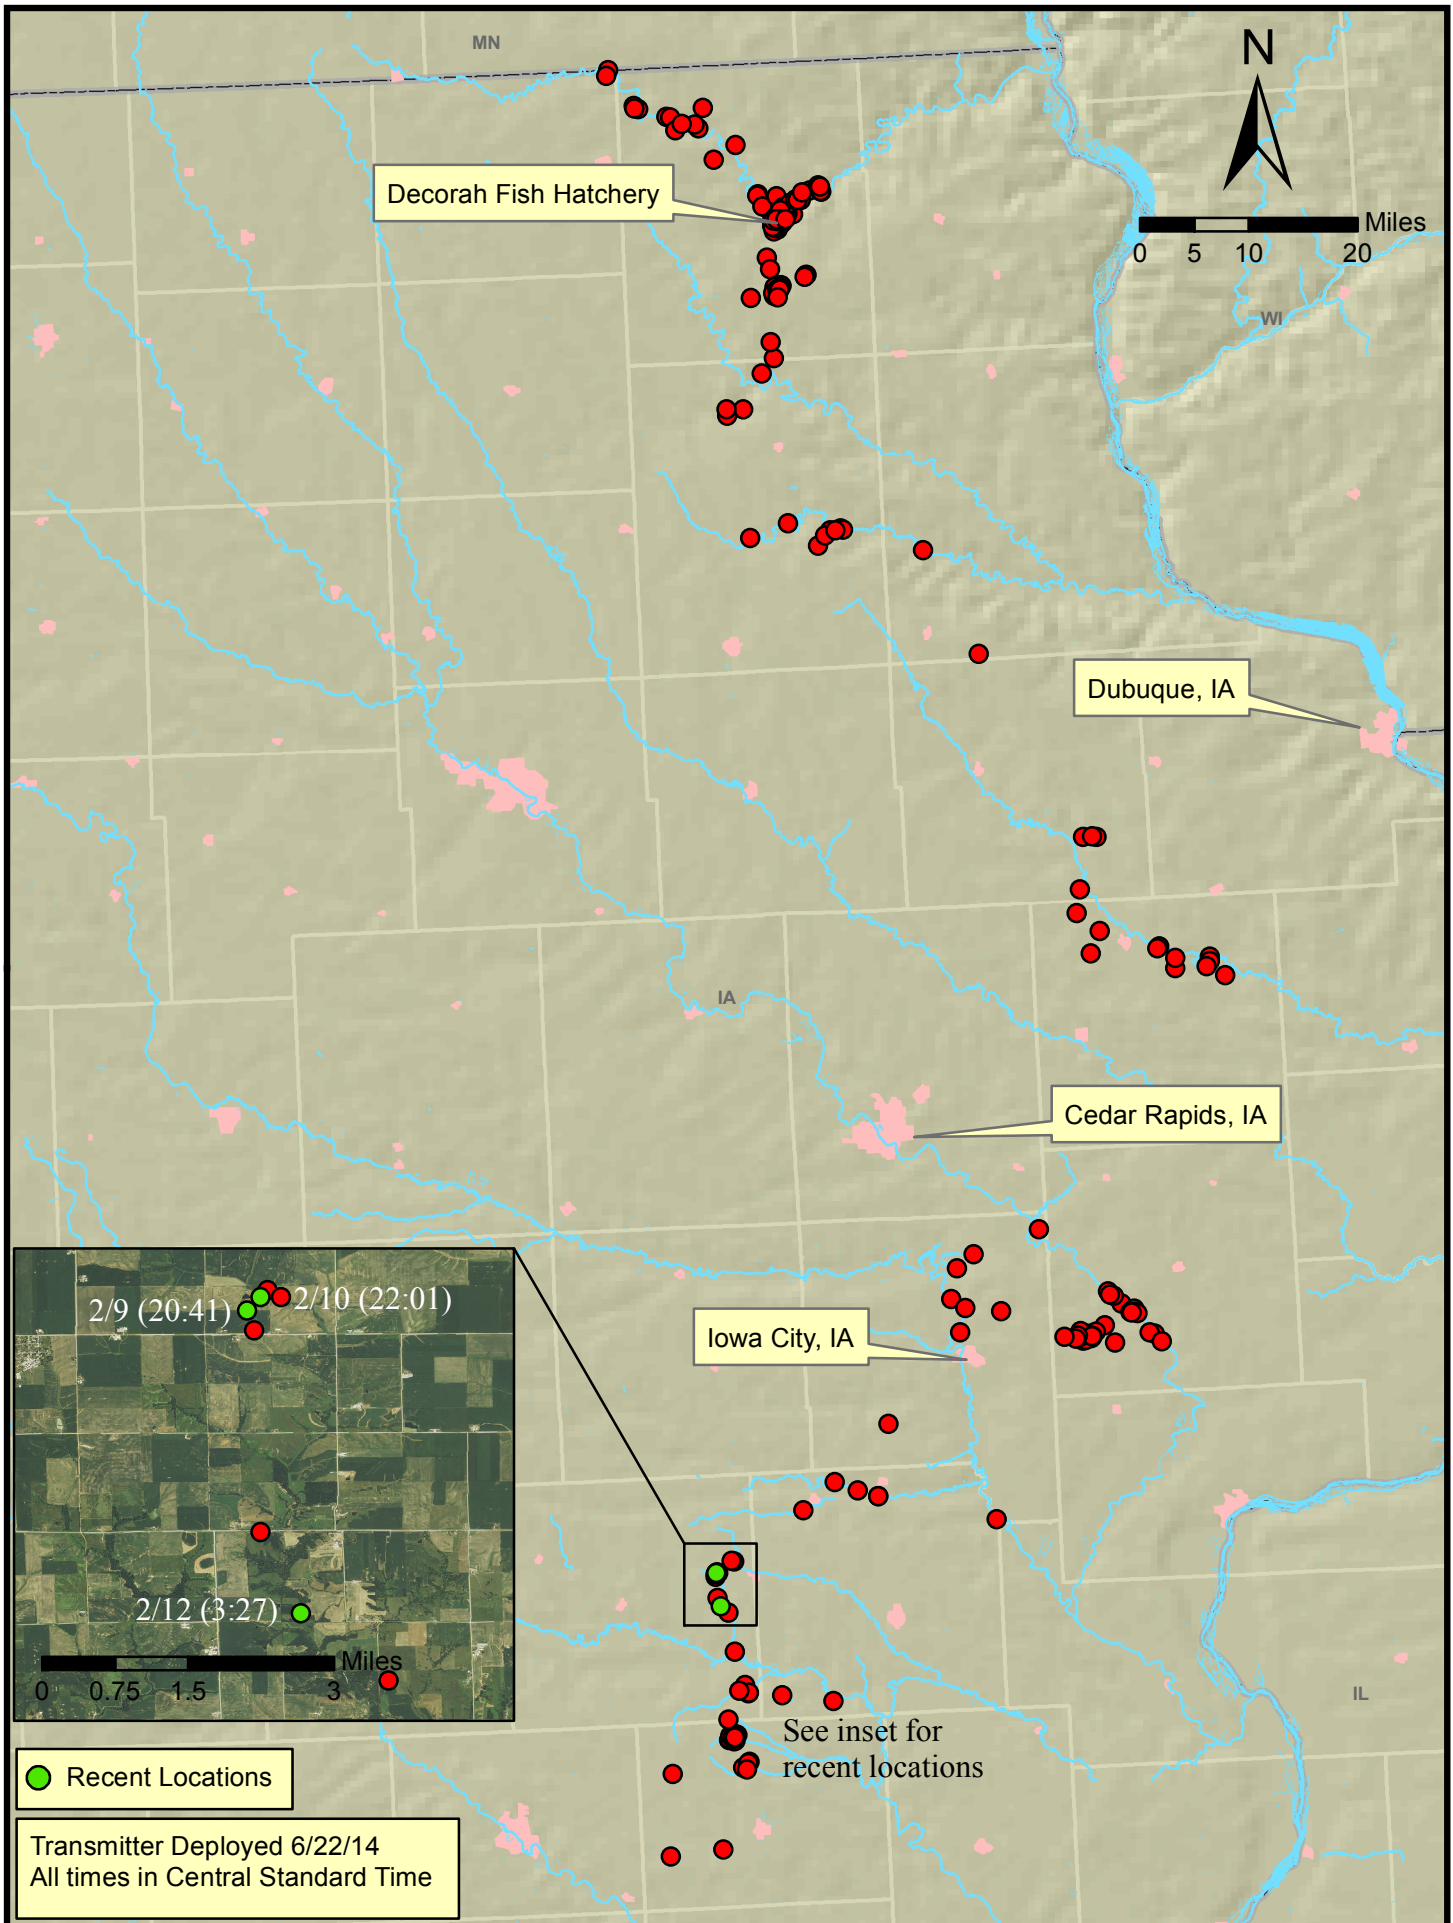 MN
N
Decorah Fish Hatchery
Miles
0 5 10 20
WI
Dubuque, IA
IA
Cedar Rapids, IA
Iowa City, IA
2/9 (20:41)
2/10 (22:01)
2/12 (3:27)
Miles
0 0.75 1.5 3
IL
See inset for
recent locations
Recent Locations
Transmitter Deployed 6/22/14
All times in Central Standard Time